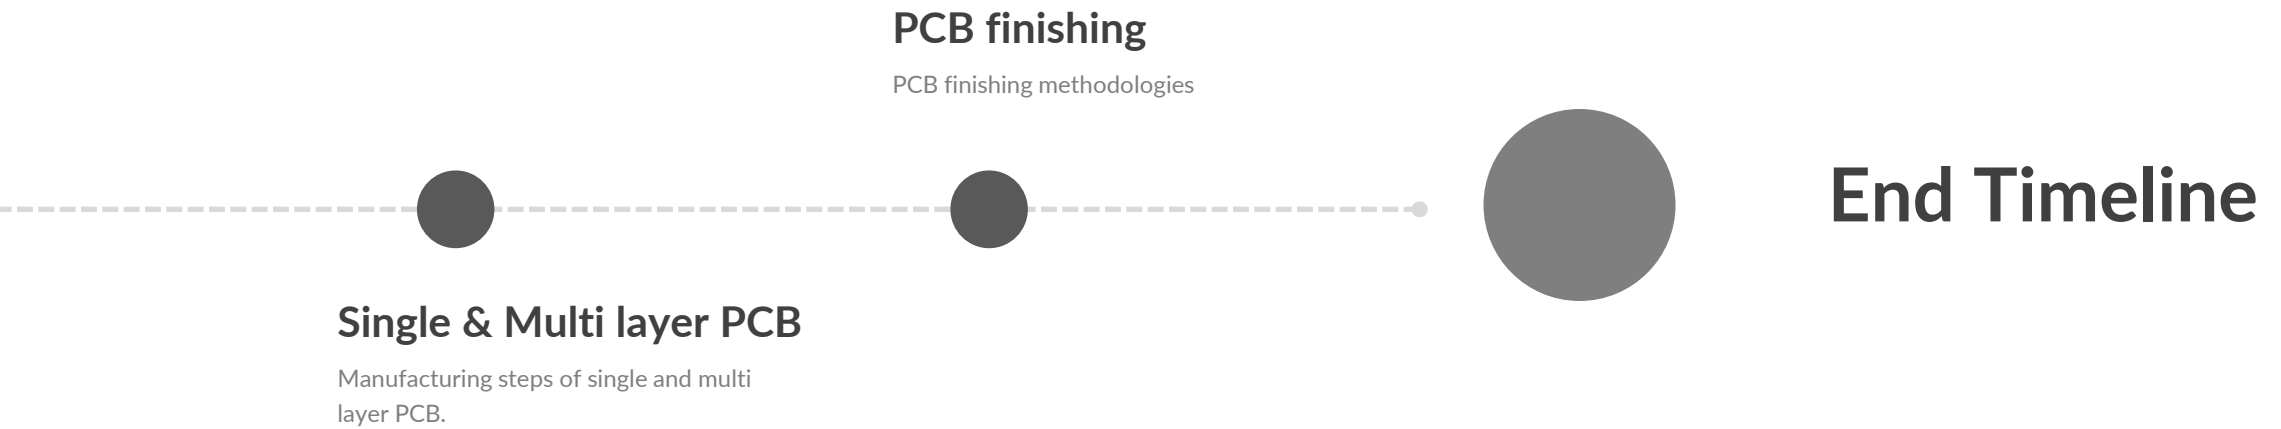 PCB finishing
PCB finishing methodologies
End Timeline
Single & Multi layer PCB
Manufacturing steps of single and multi
layer PCB.